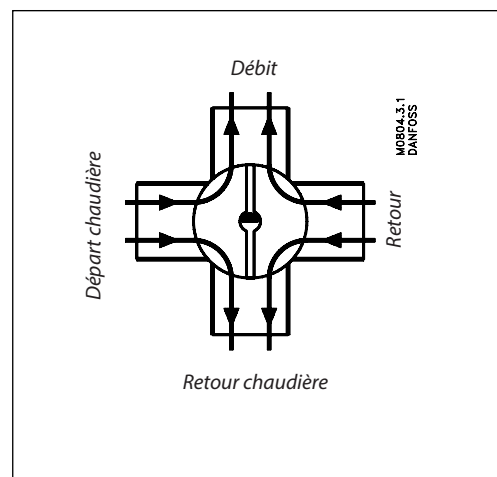 Débit
M0804.3.1
DANFOSS
Départ chaudière
Retour
Retour chaudière